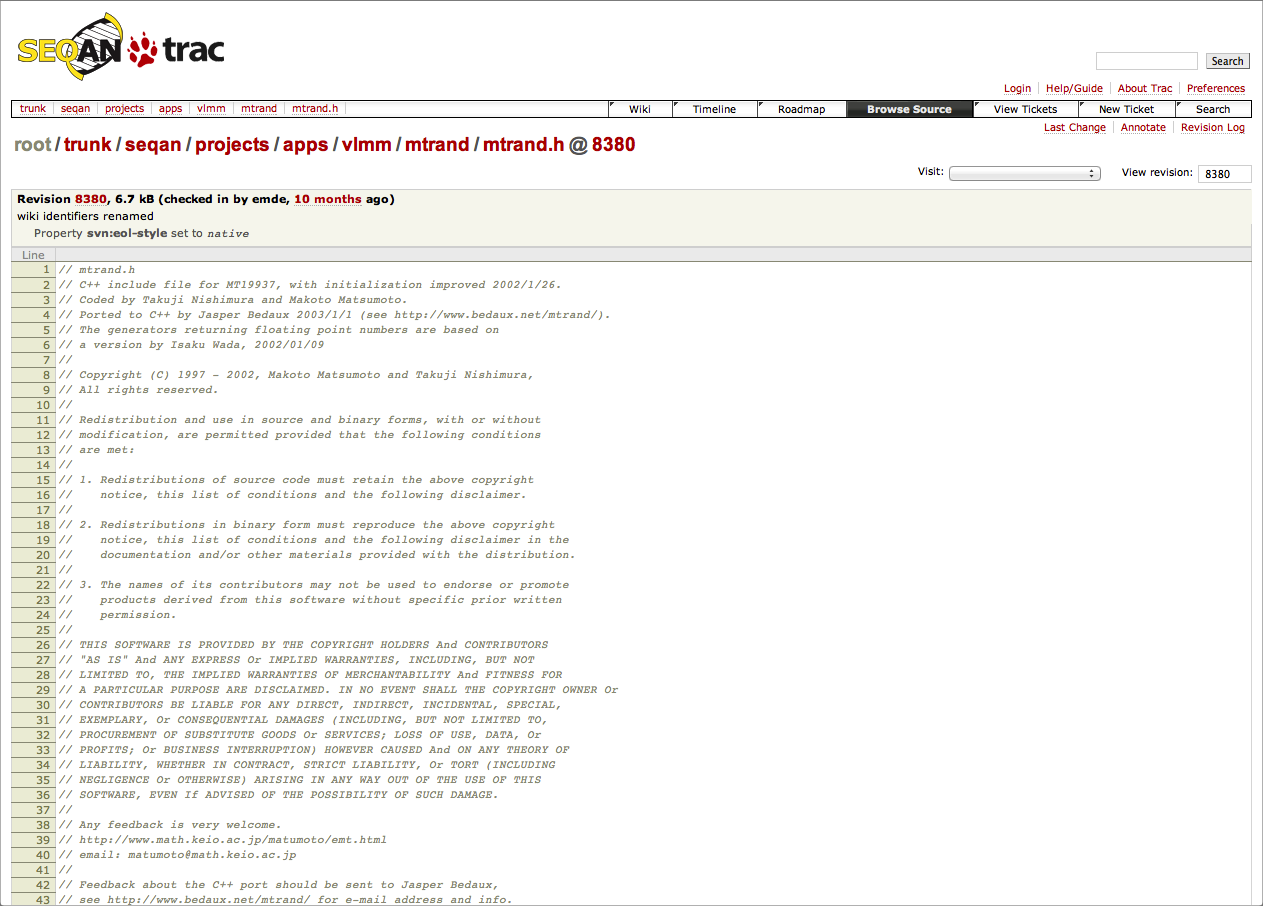 SEQAN trac
Search
Login Help/Guide About Trac Preferences
trunk seqan projects apps vlmm mtrand mtrand.h
Wiki Timeline Roadmap Browse Source View Tickets New Ticket Search
Last Change Annotate Revision Log
root / trunk / seqan / projects / apps / vlmm / mtrand / mtrand.h @ 8380
Visit: View revision: 8380
Revision 8380, 6.7 kB (checked in by emde, 10 months ago)
wiki identifiers renamed
Property svn:eol-style set to native
Line
1 // mtrand.h
2 // C++ include file for MT19937, with initialization improved 2002/1/26.
3 // Coded by Takuji Nishimura and Makoto Matsumoto.
4 // Ported to C++ by Jasper Bedaux 2003/1/1 (see http://www.bedaux.net/mtrand/).
5 // The generators returning floating point numbers are based on
6 // a version by Isaku Wada, 2002/01/09
7 //
8 // Copyright (C) 1997 - 2002, Makoto Matsumoto and Takuji Nishimura,
9 // All rights reserved.
10 //
11 // Redistribution and use in source and binary forms, with or without
12 // modification, are permitted provided that the following conditions
13 // are met:
14 //
15 // 1. Redistributions of source code must retain the above copyright
16 //    notice, this list of conditions and the following disclaimer.
17 //
18 // 2. Redistributions in binary form must reproduce the above copyright
19 //    notice, this list of conditions and the following disclaimer in the
20 //    documentation and/or other materials provided with the distribution.
21 //
22 // 3. The names of its contributors may not be used to endorse or promote
23 //    products derived from this software without specific prior written
24 //    permission.
25 //
26 // THIS SOFTWARE IS PROVIDED BY THE COPYRIGHT HOLDERS And CONTRIBUTORS
27 // "AS IS" And ANY EXPRESS Or IMPLIED WARRANTIES, INCLUDING, BUT NOT
28 // LIMITED TO, THE IMPLIED WARRANTIES OF MERCHANTABILITY And FITNESS FOR
29 // A PARTICULAR PURPOSE ARE DISCLAIMED. IN NO EVENT SHALL THE COPYRIGHT OWNER Or
30 // CONTRIBUTORS BE LIABLE FOR ANY DIRECT, INDIRECT, INCIDENTAL, SPECIAL,
31 // EXEMPLARY, Or CONSEQUENTIAL DAMAGES (INCLUDING, BUT NOT LIMITED TO,
32 // PROCUREMENT OF SUBSTITUTE GOODS Or SERVICES; LOSS OF USE, DATA, Or
33 // PROFITS; Or BUSINESS INTERRUPTION) HOWEVER CAUSED And ON ANY THEORY OF
34 // LIABILITY, WHETHER IN CONTRACT, STRICT LIABILITY, Or TORT (INCLUDING
35 // NEGLIGENCE Or OTHERWISE) ARISING IN ANY WAY OUT OF THE USE OF THIS
36 // SOFTWARE, EVEN If ADVISED OF THE POSSIBILITY OF SUCH DAMAGE.
37 //
38 // Any feedback is very welcome.
39 // http://www.math.keio.ac.jp/matumoto/emt.html
40 // email: matumoto@math.keio.ac.jp
41 //
42 // Feedback about the C++ port should be sent to Jasper Bedaux,
43 // see http://www.bedaux.net/mtrand/ for e-mail address and info.